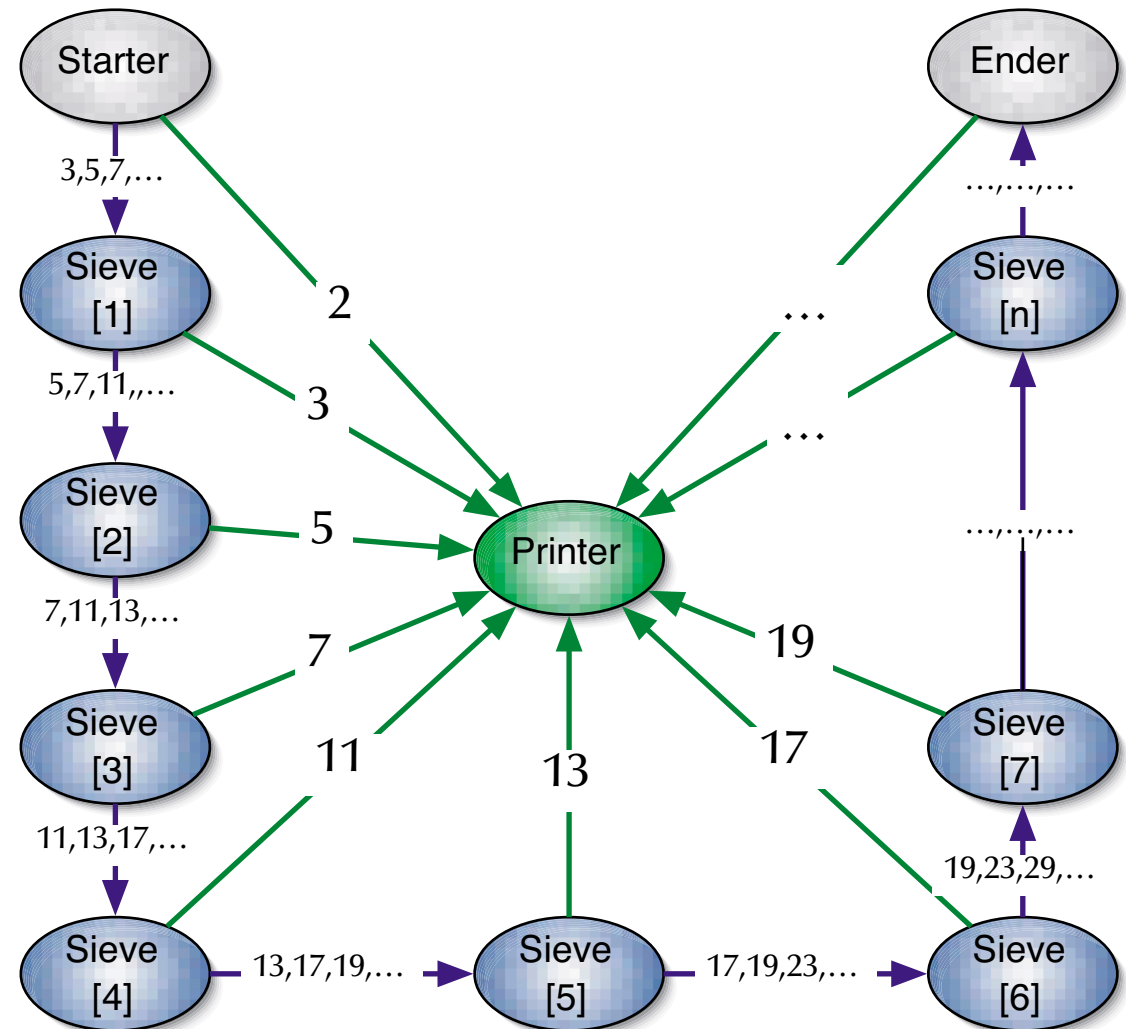 Starter
Ender
3,5,7,…
…,…,…
Sieve
[1]
Sieve
[n]
2
…
5,7,11,,…
3
…
Sieve
[2]
5
Printer
…,…,…
7,11,13,…
7
19
Sieve
[3]
Sieve
[7]
11
13
17
11,13,17,…
19,23,29,…
Sieve
[4]
13,17,19,…
Sieve
[5]
17,19,23,…
Sieve
[6]